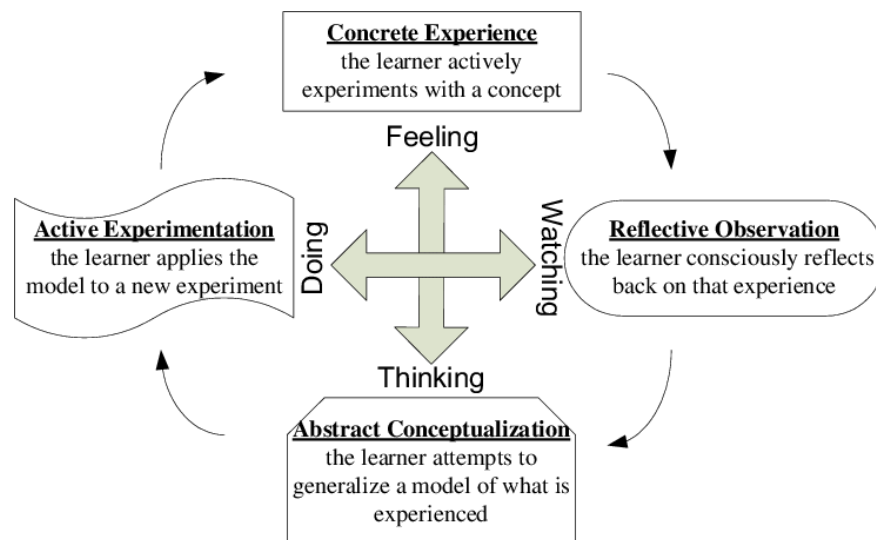 Concrete Experience
the learner actively
experiments with a concept
Feeling
Active Experimentation
the learner applies the
model to a new experiment
Doing
Watching
Reflective Observation
the learner consciously reflects
back on that experience
Thinking
Abstract Conceptualization
the learner attempts to
generalize a model of what is
experienced